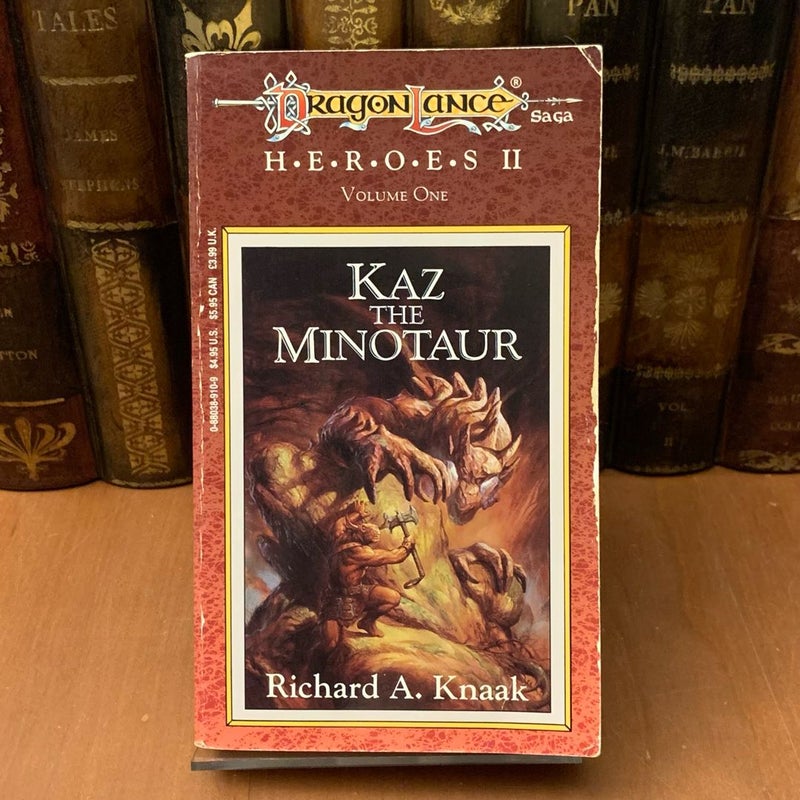 TALES
JAMES
STEPHENS
PAN
PAN
J.M. BARRIE
VOL.
II
DRAGONLANCE®
SAGA
H•E•R•O•E•S II
VOLUME ONE
0-88038-910-9 $4.95 U.S. $5.95 CAN £3.99 U.K.
KAZ
THE
MINOTAUR
Richard A. Knaak